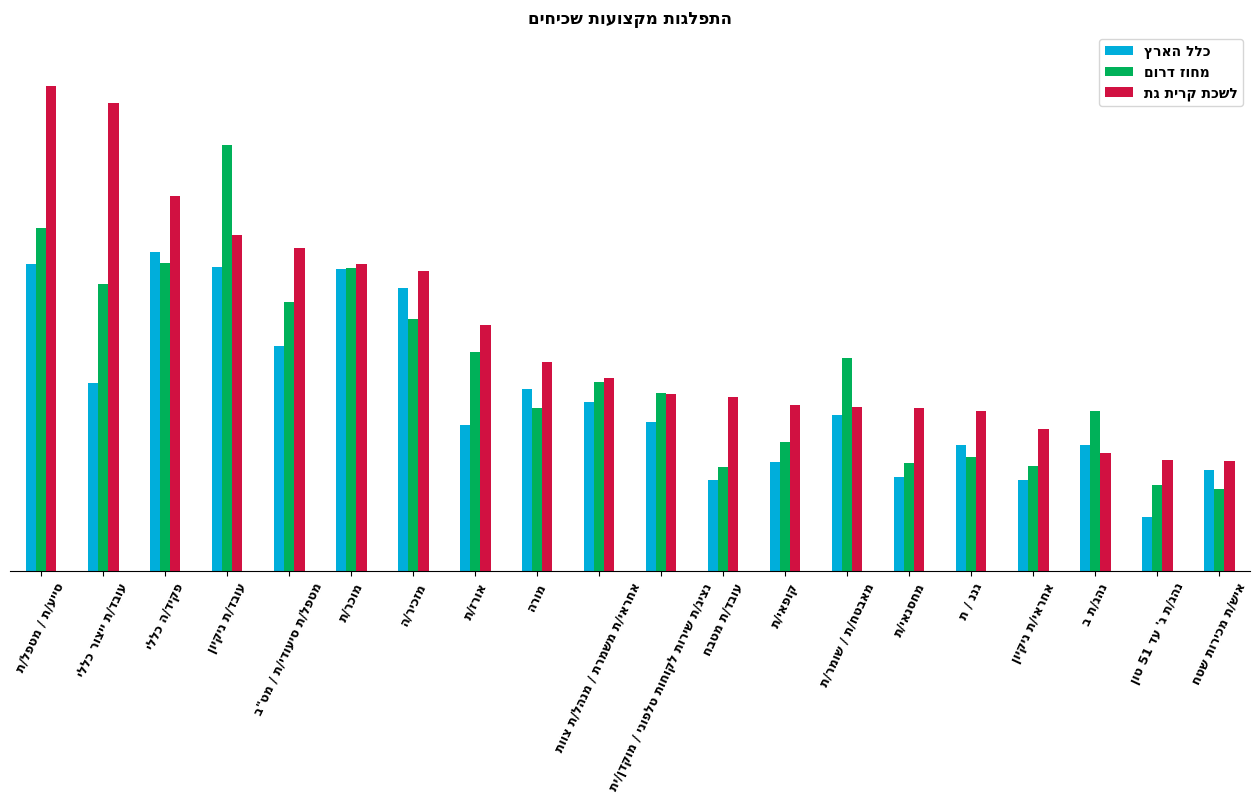 התפלגות מקצועות שכיחים
כלל הארץ
מחוז דרום
לשכת קרית גת
סייע/ת / מטפל/ת
עובד/ת ייצור כללי
פקיד/ה כללי
עובד/ת ניקיון
מטפל/ת סיעודי/ת / מט"ב
מוכר/ת
מזכיר/ה
אורז/ת
מורה
אחראי/ת משמרת / מנהל/ת צוות
נציג/ת שירות לקוחות טלפוני / מוקדן/ית
עובד/ת מטבח
קופאי/ת
מאבטח/ת / שומר/ת
מחסנאי/ת
גנג / ת
אחראי/ת ניקיון
נהג/ת ב
נהג/ת ג' עד 51 טון
איש/ת מכירות שטח